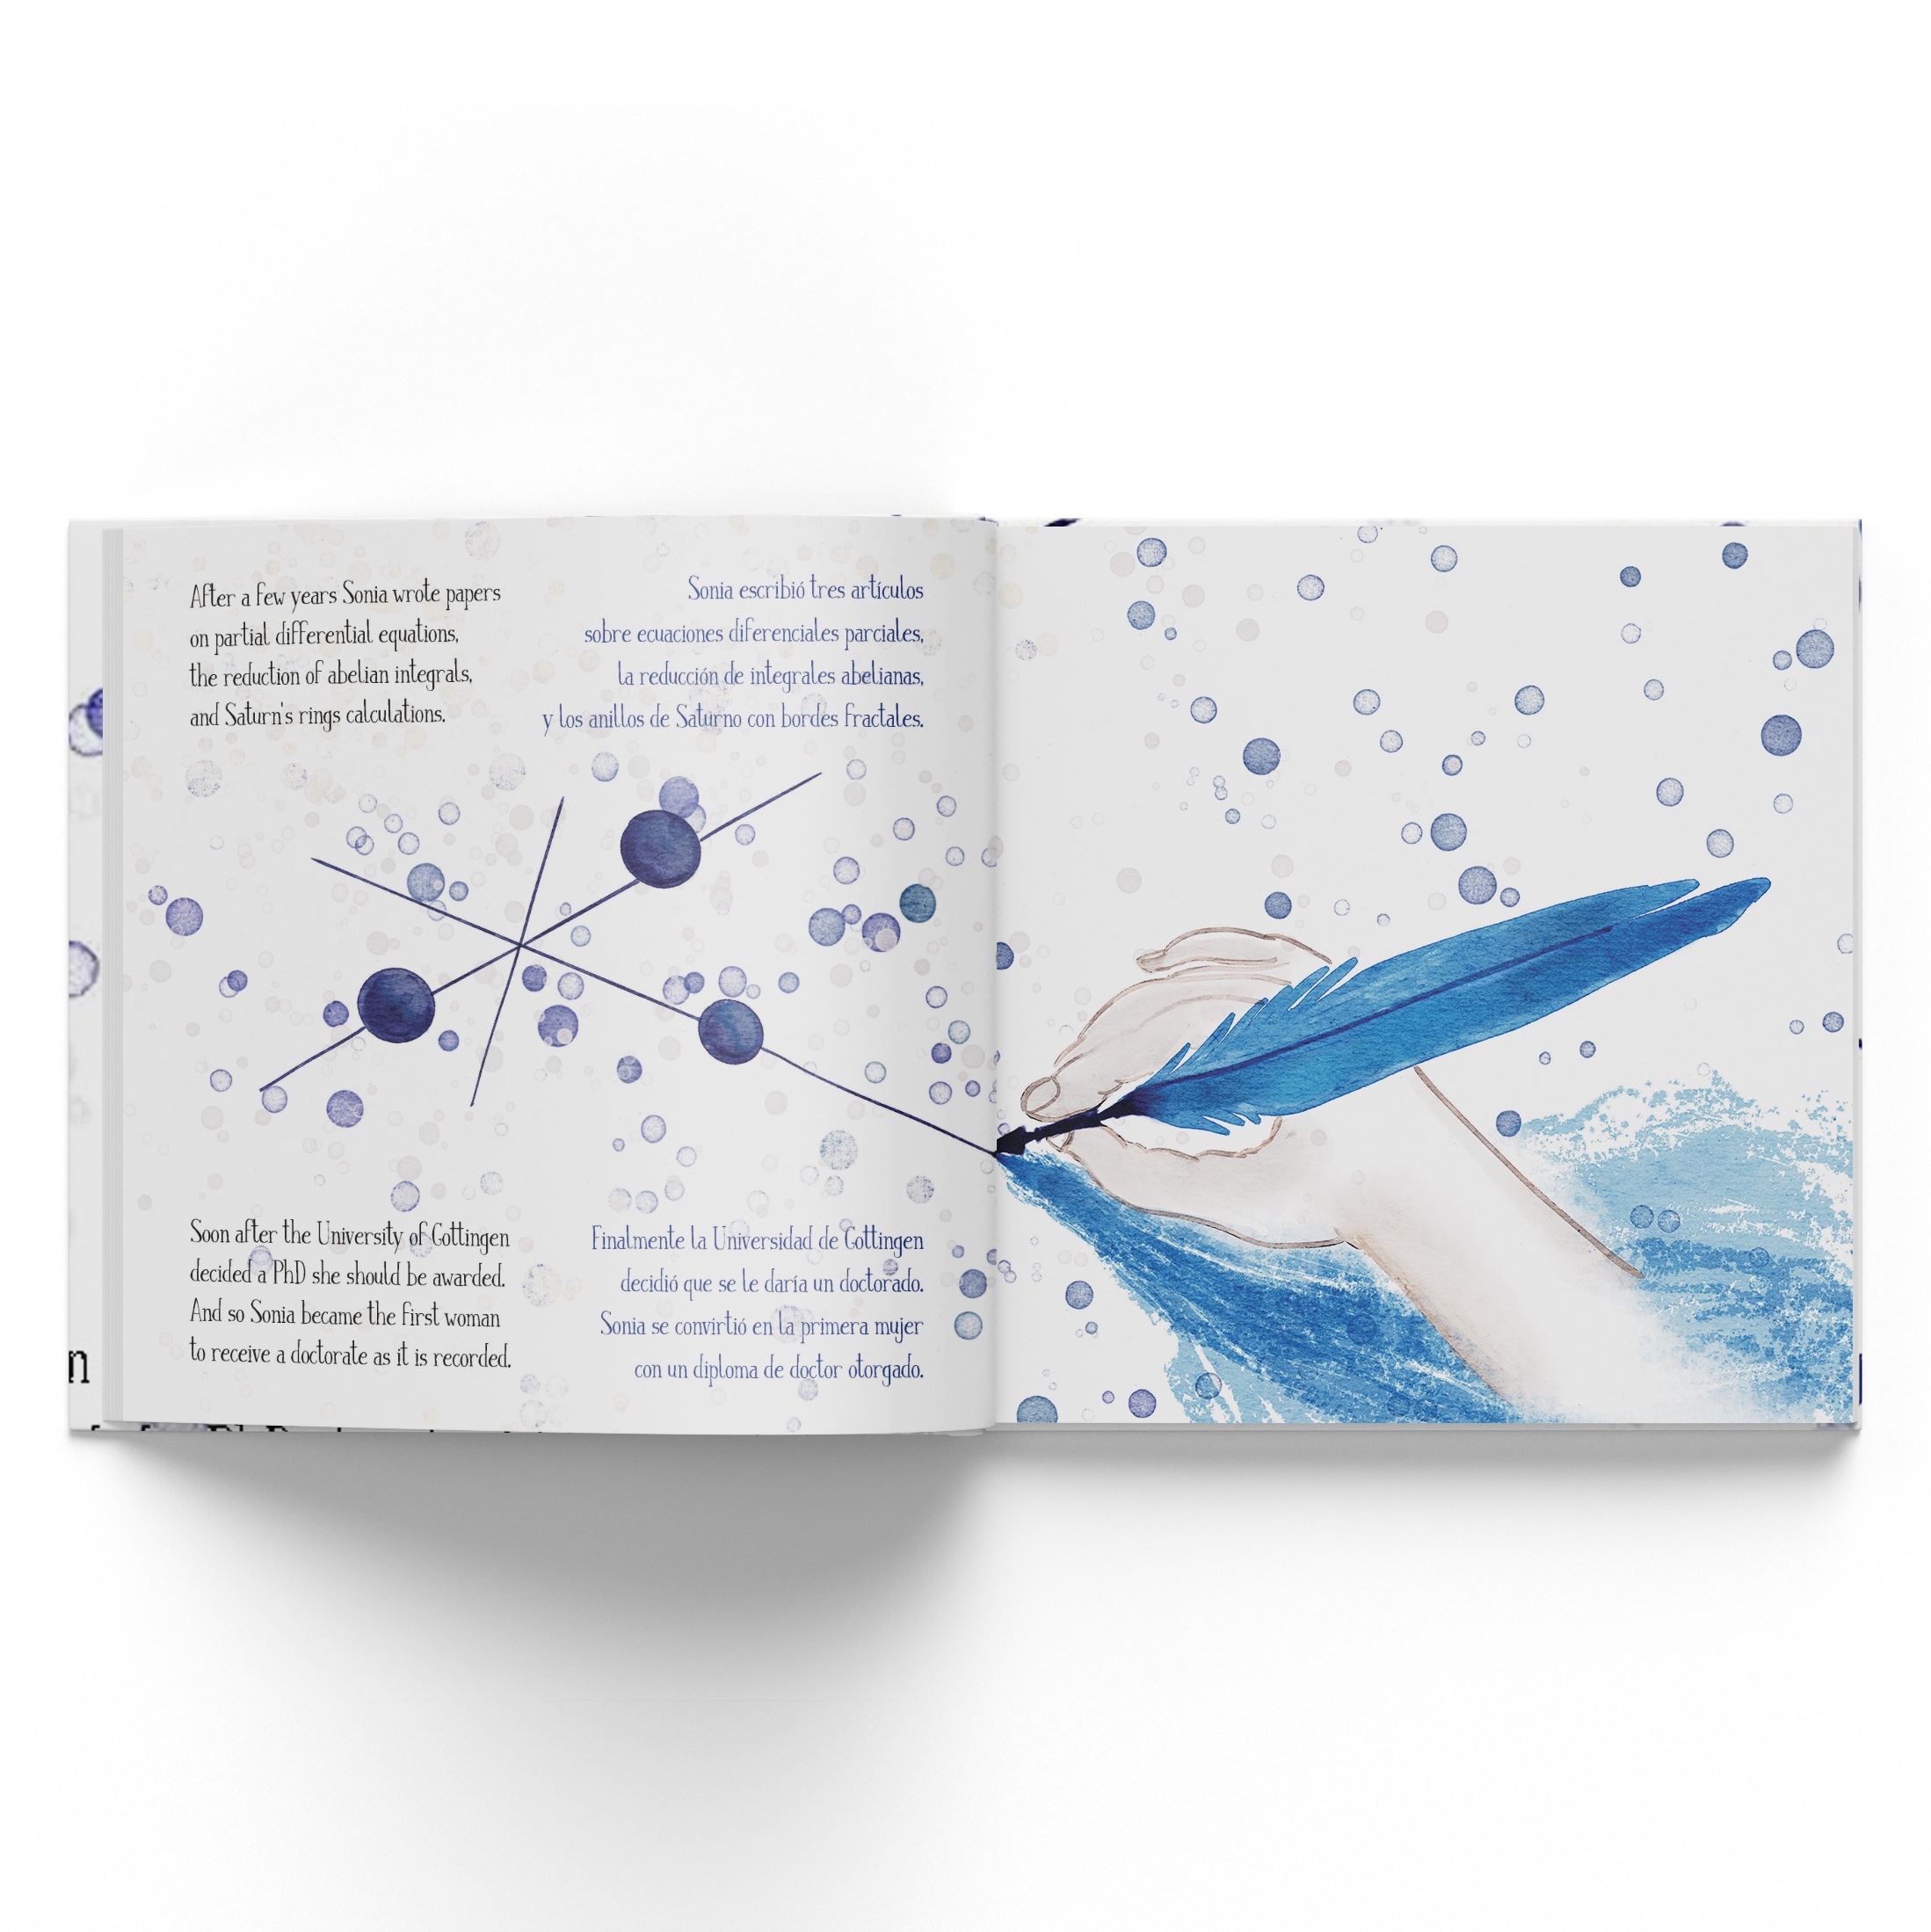 After a few years Sonia wrote papers
on partial differential equations,
the reduction of abelian integrals,
and Saturn's rings calculations.
Sonia escribió tres artículos
sobre ecuaciones diferenciales parciales,
la reducción de integrales abelianas,
y los anillos de Saturno con bordes fractales.
Soon after the University of Gottingen
decided a PhD she should be awarded.
And so Sonia became the first woman
to receive a doctorate as it is recorded.
Finalmente la Universidad de Gottingen
decidió que se le daría un doctorado.
Sonia se convirtió en la primera mujer
con un diploma de doctor otorgado.
n